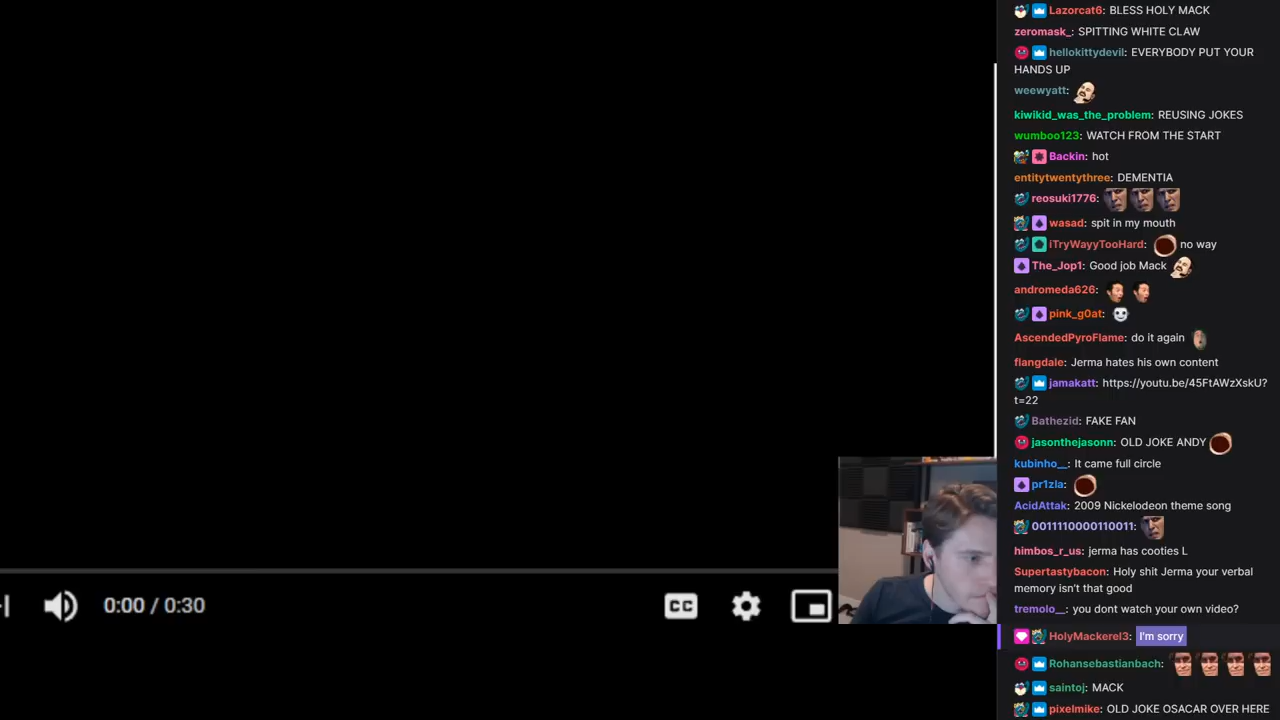 Lazorcat6: BLESS HOLY MACK
zeromask_: SPITTING WHITE CLAW
hellokittydevil: EVERYBODY PUT YOUR
HANDS UP
weewyatt:
kiwikid_was_the_problem: REUSING JOKES
wumboo123: WATCH FROM THE START
Backin: hot
entitytwentythree: DEMENTIA
reosuki1776:
wasad: spit in my mouth
iTryWayyTooHard: no way
The_Jop1: Good job Mack
andromeda626:
pink_g0at:
AscendedPyroFlame: do it again
flangdale: Jerma hates his own content
jamakatt: https://youtu.be/45FtAWzXskU?
t=22
Bathezid: FAKE FAN
jasonthejasonn: OLD JOKE ANDY
kubinho__: It came full circle
pr1zla:
AcidAttak: 2009 Nickelodeon theme song
0011110000110011:
himbos_r_us: jerma has cooties L
Supertastybacon: Holy shit Jerma your verbal
memory isn't that good
tremolo__: you dont watch your own video?
HolyMackerel3: I'm sorry
Rohansebastianbach:
saintoj: MACK
pixelmike: OLD JOKE OSACAR OVER HERE
0:00 / 0:30
CC